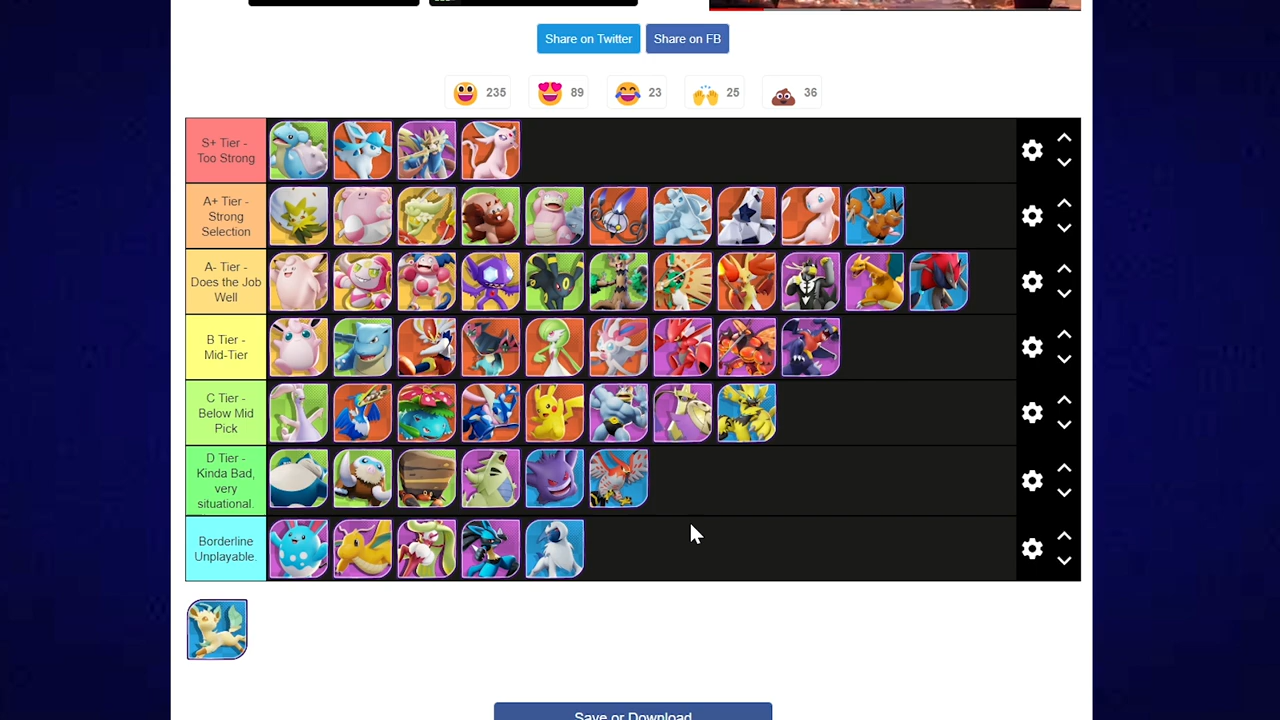 Share on Twitter
Share on FB
235
89
23
25
36
S+ Tier -
Too Strong
A+ Tier -
Strong
Selection
A- Tier -
Does the Job
Well
B Tier -
Mid-Tier
C Tier -
Below Mid
Pick
D Tier -
Kinda Bad,
very
situational.
Borderline
Unplayable.
Save or Download